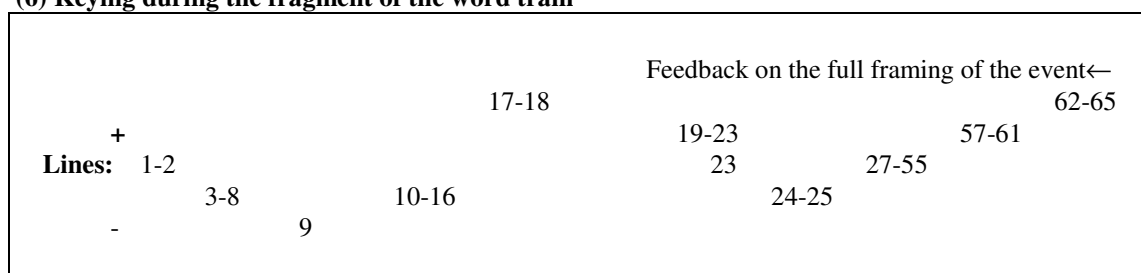 (6) Keying during the fragment of the word train
Feedback on the full framing of the event←
17-18 62-65
+ 19-23 57-61
Lines: 1-2 23 27-55
3-8 10-16 24-25
- 9